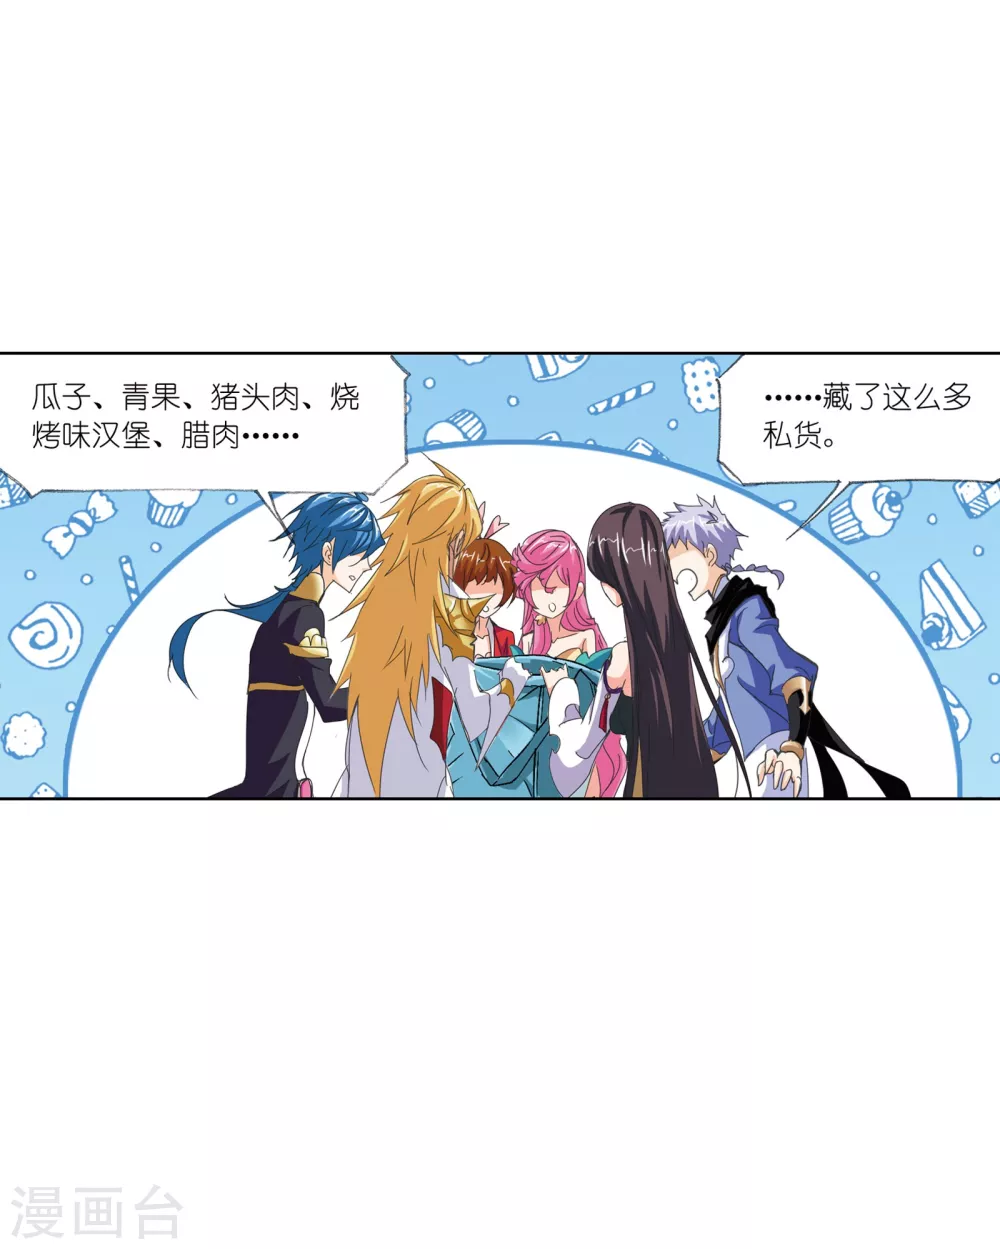 瓜子、青果、猪头肉、烧
烤味汉堡、腊肉……
……藏了这么多
私货。
漫画台